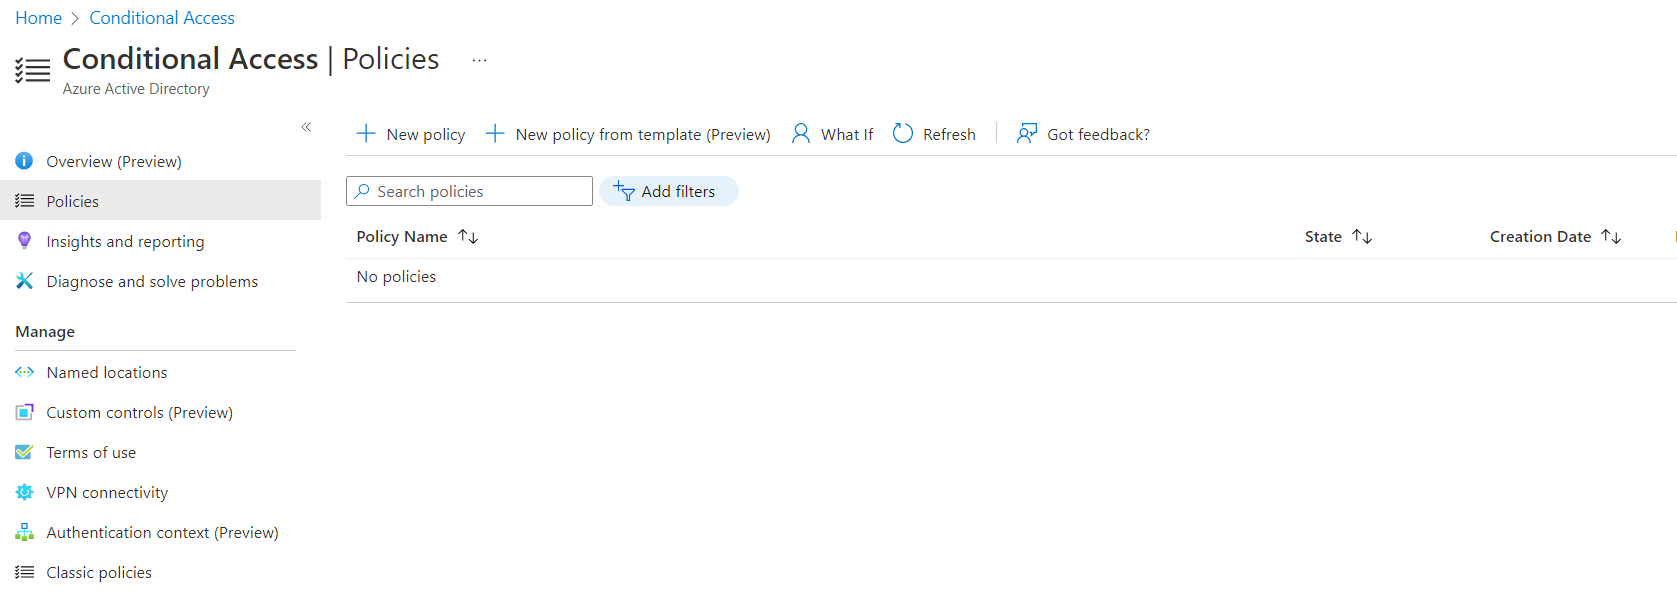 Home > Conditional Access
Conditional Access | Policies ...
Azure Active Directory
«
New policy New policy from template (Preview) What If Refresh | Got feedback?
Overview (Preview)
Policies
Insights and reporting
Diagnose and solve problems
Manage
Named locations
Custom controls (Preview)
Terms of use
VPN connectivity
Authentication context (Preview)
Classic policies
Search policies Add filters
Policy Name ↑↓ State ↑↓ Creation Date ↑↓
No policies